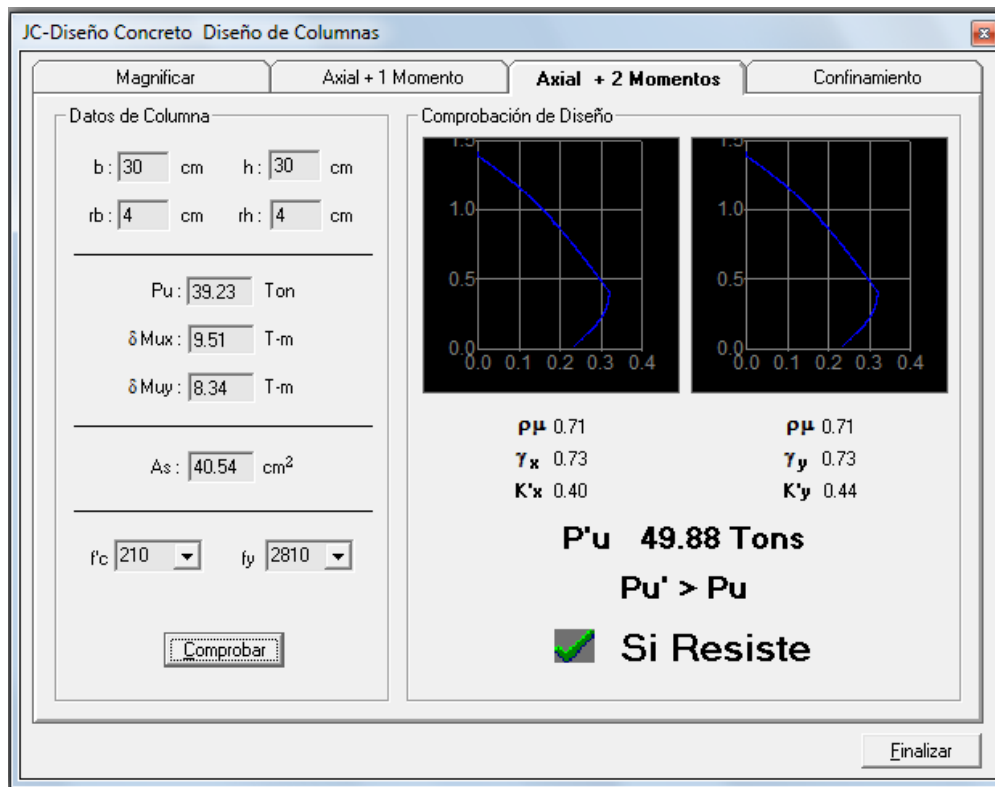 JC-Diseño Concreto  Diseño de Columnas
Magnificar
Axial + 1 Momento
Axial + 2 Momentos
Confinamiento
Datos de Columna
b : 30 cm h : 30 cm
rb : 4 cm rh : 4 cm
Pu : 39.23 Ton
δMux : 9.51 T-m
δMuy : 8.34 T-m
As : 40.54 cm²
f'c 210 fy 2810
Comprobar
Comprobación de Diseño
1.5
1.0
0.5
0.0
0.0 0.1 0.2 0.3 0.4
1.5
1.0
0.5
0.0
0.0 0.1 0.2 0.3 0.4
ρμ 0.71
γx 0.73
K'x 0.40
ρμ 0.71
γy 0.73
K'y 0.44
P'u 49.88 Tons
Pu' > Pu
Si Resiste
Finalizar